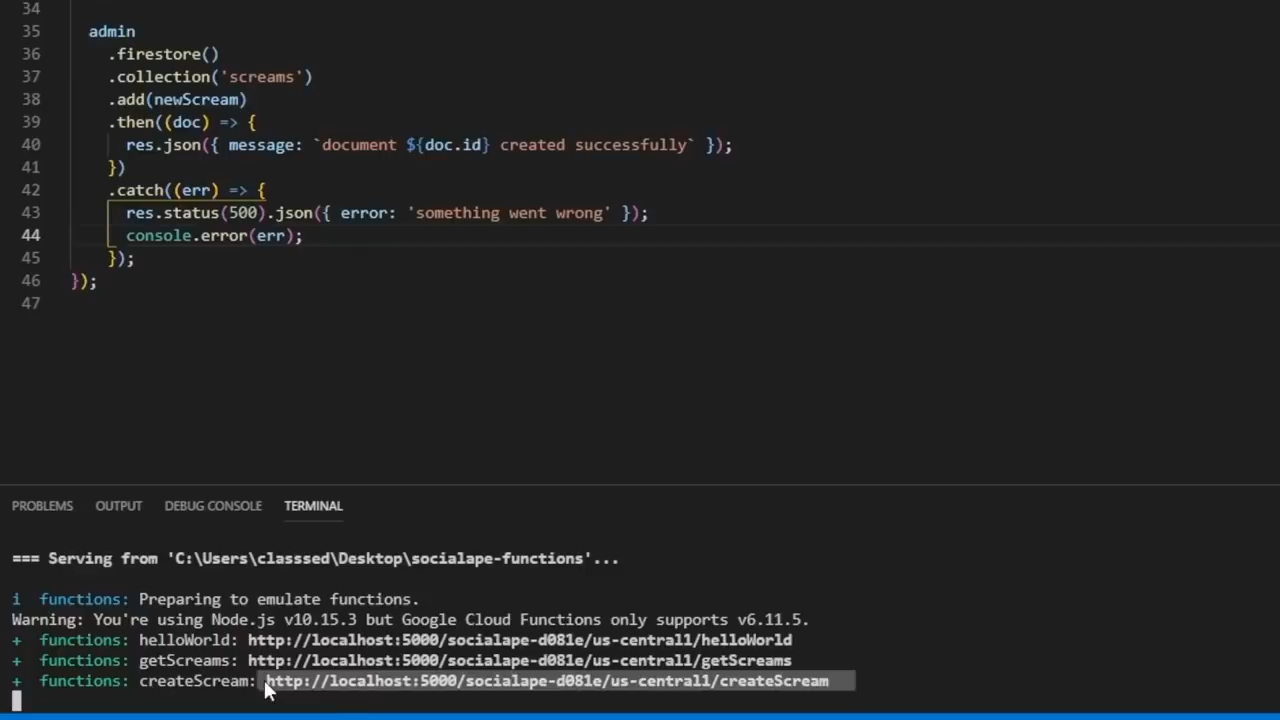 34
35 admin
36 .firestore()
37 .collection('screams')
38 .add(newScream)
39 .then((doc) => {
40 res.json({ message: `document ${doc.id} created successfully` });
41 })
42 .catch((err) => {
43 res.status(500).json({ error: 'something went wrong' });
44 console.error(err);
45 });
46 });
47
PROBLEMS OUTPUT DEBUG CONSOLE TERMINAL
=== Serving from 'C:\Users\classsed\Desktop\socialape-functions'...
i functions: Preparing to emulate functions.
Warning: You're using Node.js v10.15.3 but Google Cloud Functions only supports v6.11.5.
+ functions: helloWorld: http://localhost:5000/socialape-d081e/us-central1/helloWorld
+ functions: getScreams: http://localhost:5000/socialape-d081e/us-central1/getScreams
+ functions: createScream: http://localhost:5000/socialape-d081e/us-central1/createScream